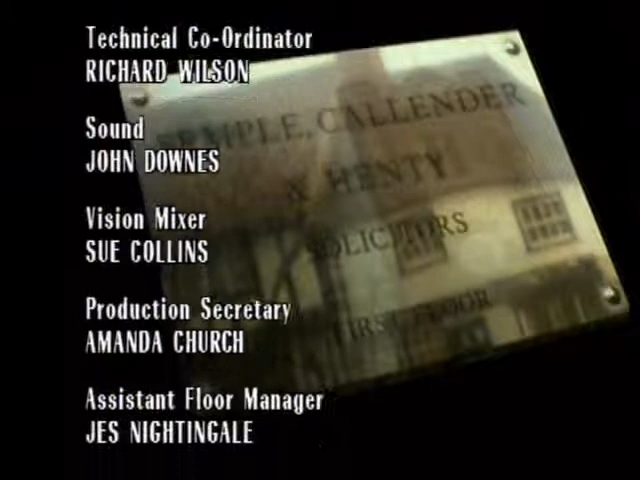 Technical Co-Ordinator
RICHARD WILSON
Sound
JOHN DOWNES
Vision Mixer
SUE COLLINS
Production Secretary
AMANDA CHURCH
Assistant Floor Manager
JES NIGHTINGALE
CALLENDER
& HENTY
SOLICITORS
FIRST FLOOR